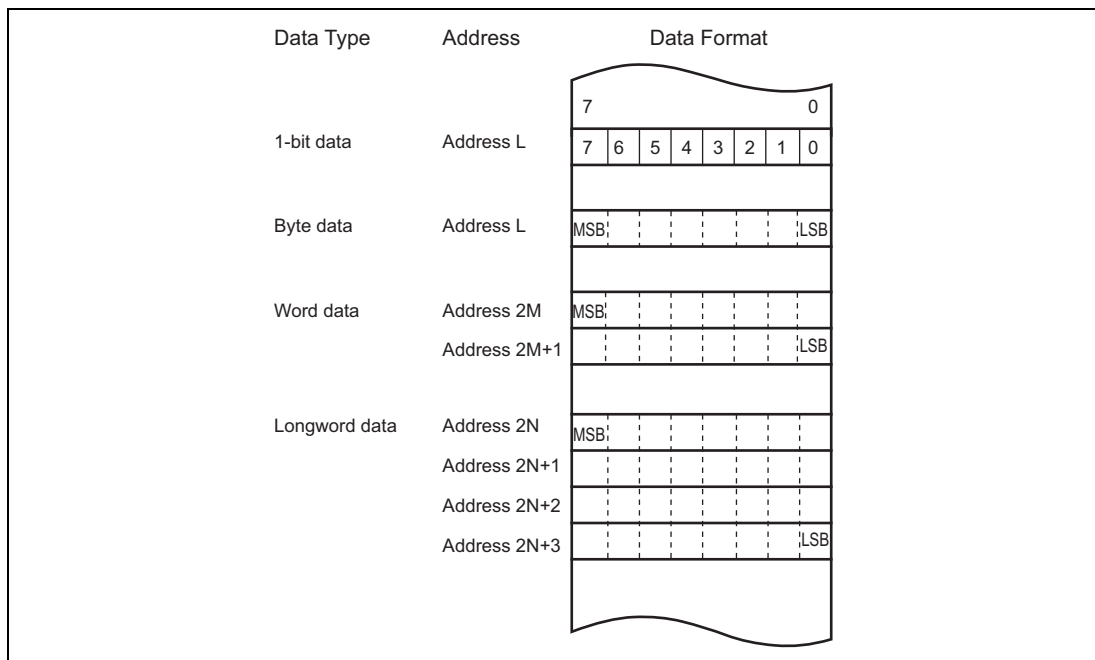 Data Type Address Data Format
7 0
1-bit data Address L 7 6 5 4 3 2 1 0
Byte data Address L MSB LSB
Word data Address 2M MSB
Address 2M+1 LSB
Longword data Address 2N MSB
Address 2N+1
Address 2N+2
Address 2N+3 LSB